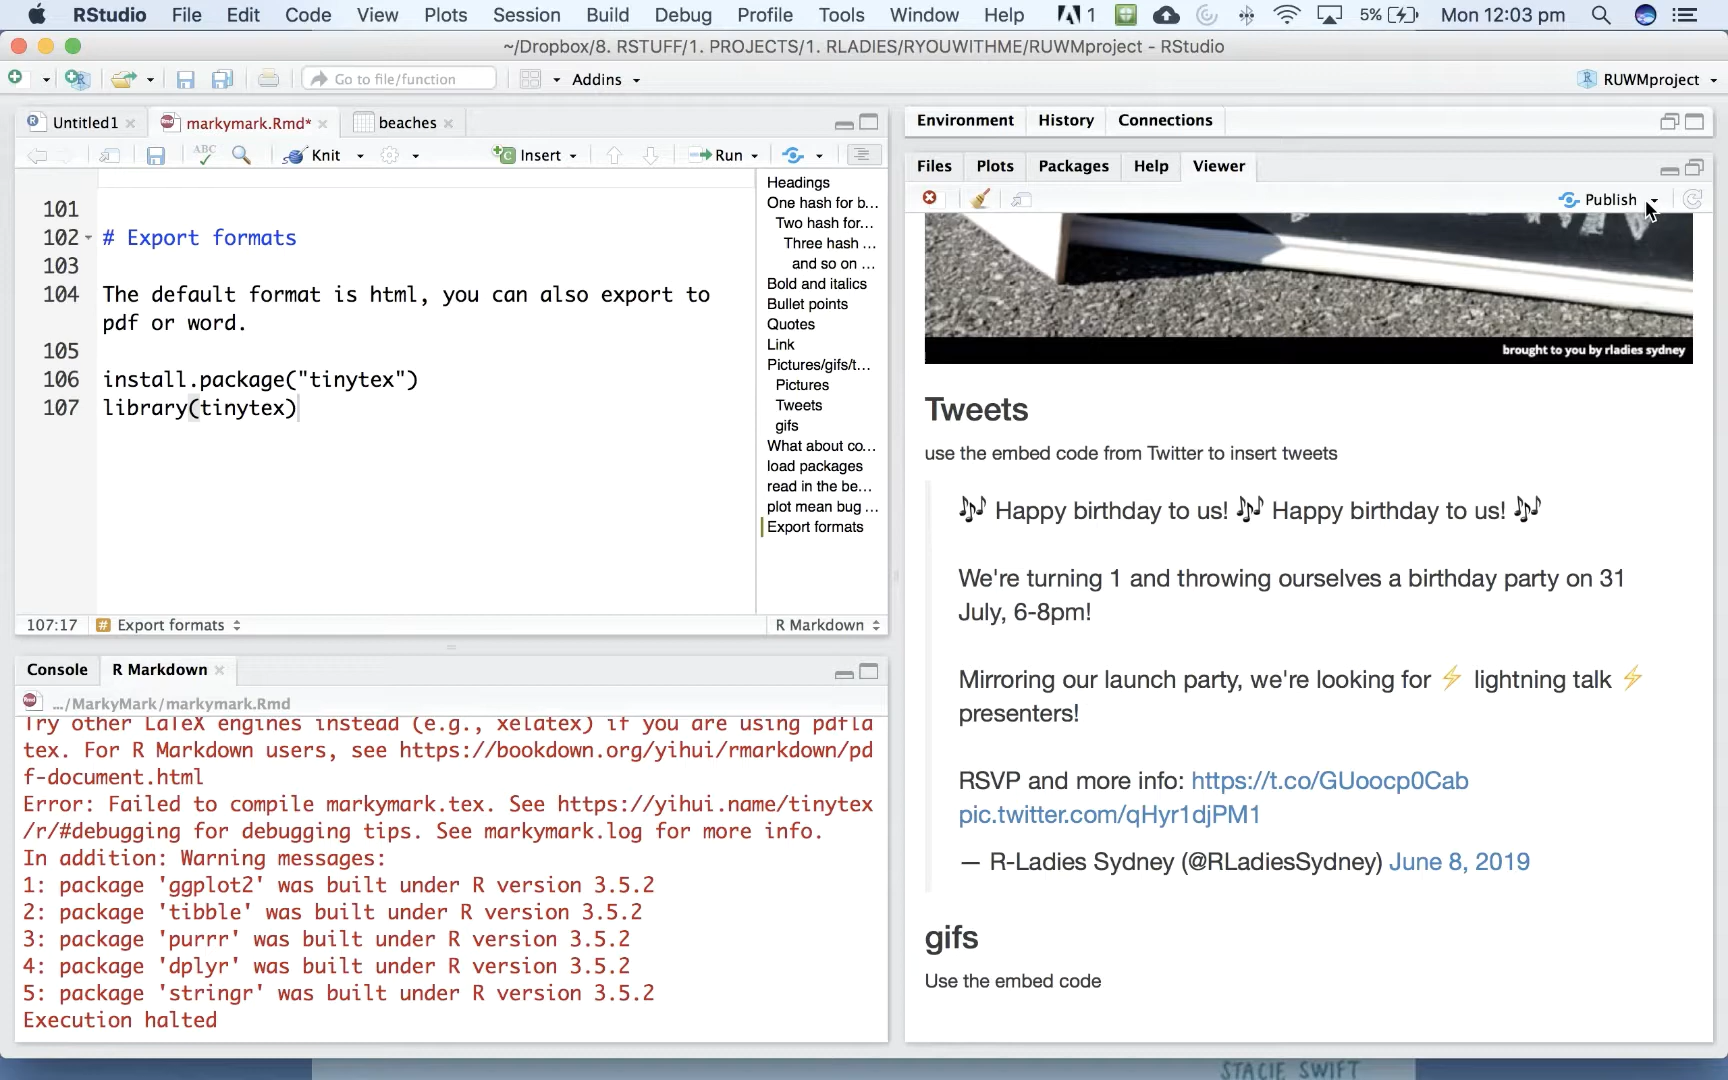 RStudio File Edit Code View Plots Session Build Debug Profile Tools Window Help 1 5% Mon 12:03 pm
~/Dropbox/8. RSTUFF/1. PROJECTS/1. RLADIES/RYOUWITHME/RUWMproject - RStudio
Go to file/function Addins RUWMproject
Untitled1 markymark.Rmd* beaches
ABC Knit Insert Run
101
102 # Export formats
103
104 The default format is html, you can also export to
pdf or word.
105
106 install.package("tinytex")
107 library(tinytex)
Headings
One hash for b...
Two hash for...
Three hash ...
and so on ...
Bold and italics
Bullet points
Quotes
Link
Pictures/gifs/t...
Pictures
Tweets
gifs
What about co...
load packages
read in the be...
plot mean bug ...
Export formats
107:17 # Export formats R Markdown
Console R Markdown
.../MarkyMark/markymark.Rmd
Try other LaTeX engines instead (e.g., xelatex) if you are using pdfla
tex. For R Markdown users, see https://bookdown.org/yihui/rmarkdown/pd
f-document.html
Error: Failed to compile markymark.tex. See https://yihui.name/tinytex
/r/#debugging for debugging tips. See markymark.log for more info.
In addition: Warning messages:
1: package 'ggplot2' was built under R version 3.5.2
2: package 'tibble' was built under R version 3.5.2
3: package 'purrr' was built under R version 3.5.2
4: package 'dplyr' was built under R version 3.5.2
5: package 'stringr' was built under R version 3.5.2
Execution halted
Environment History Connections
Files Plots Packages Help Viewer
Publish
brought to you by rladies sydney
Tweets
use the embed code from Twitter to insert tweets
🎶 Happy birthday to us! 🎶 Happy birthday to us! 🎶
We're turning 1 and throwing ourselves a birthday party on 31
July, 6-8pm!
Mirroring our launch party, we're looking for ⚡ lightning talk ⚡
presenters!
RSVP and more info: https://t.co/GUoocp0Cab
pic.twitter.com/qHyr1djPM1
— R-Ladies Sydney (@RLadiesSydney) June 8, 2019
gifs
Use the embed code
STACIE SWIFT